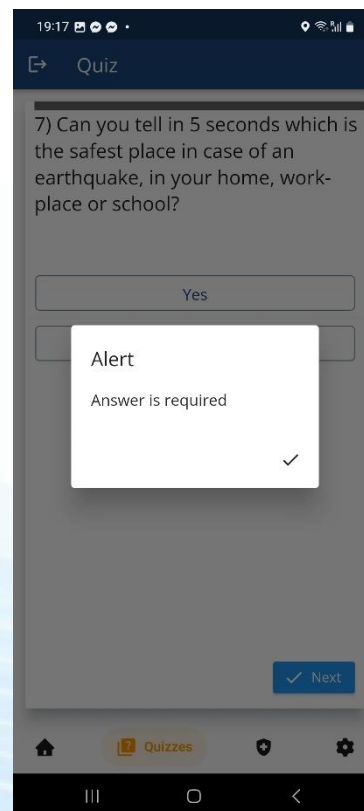 19:17
Quiz
7) Can you tell in 5 seconds which is
the safest place in case of an
earthquake, in your home, work-
place or school?
Yes
Alert
Answer is required
Next
Quizzes